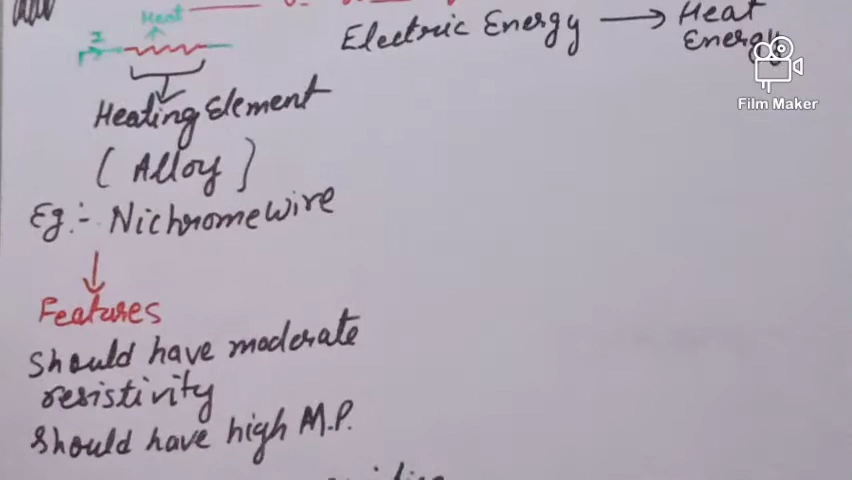 Heat
I
Electric Energy → Heat Energy
Film Maker
Heating Element
(Alloy)
Eg:- Nichrome wire
Features
Should have moderate
resistivity
Should have high M.P.